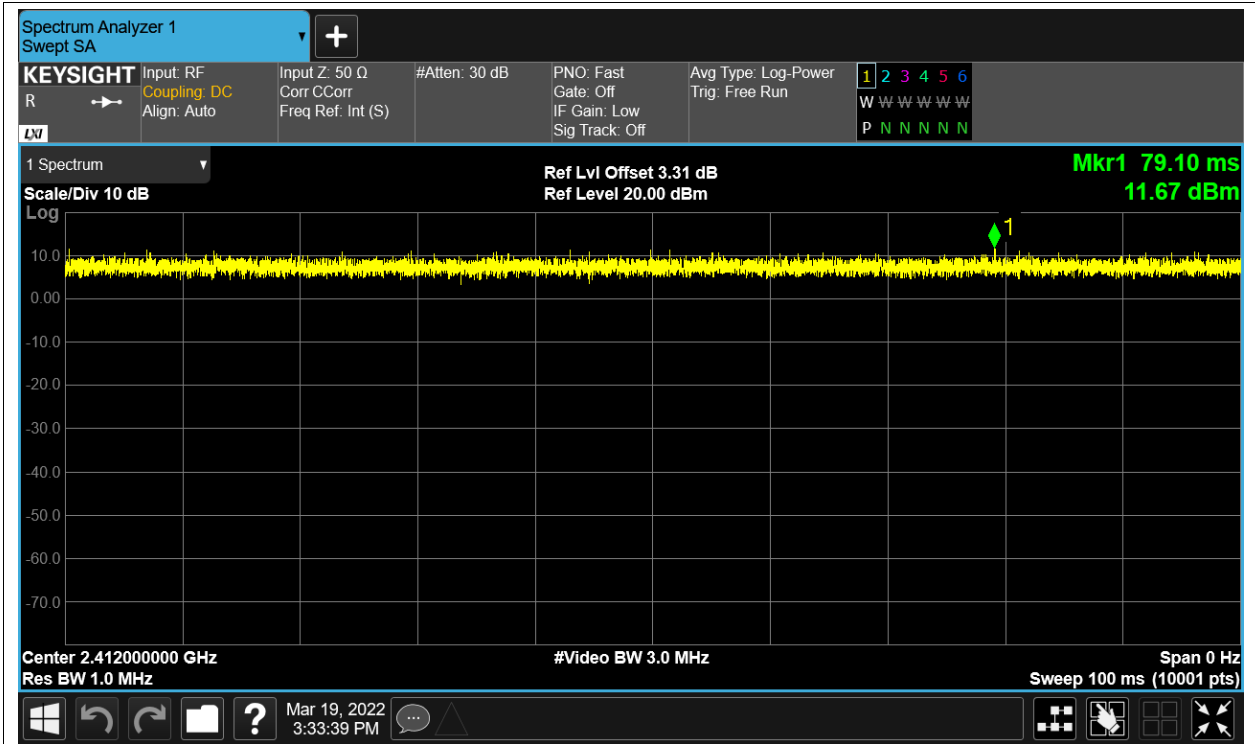 Spectrum Analyzer 1
Swept SA
KEYSIGHT
R
LXI
Input: RF
Coupling: DC
Align: Auto
Input Z: 50 Ω
Corr CCorr
Freq Ref: Int (S)
#Atten: 30 dB
PNO: Fast
Gate: Off
IF Gain: Low
Sig Track: Off
Avg Type: Log-Power
Trig: Free Run
1 2 3 4 5 6
W W W W W W
P N N N N N
1 Spectrum
Scale/Div 10 dB
Ref Lvl Offset 3.31 dB
Ref Level 20.00 dBm
Mkr1 79.10 ms
11.67 dBm
Log
1
10.0
0.00
-10.0
-20.0
-30.0
-40.0
-50.0
-60.0
-70.0
Center 2.412000000 GHz
Res BW 1.0 MHz
#Video BW 3.0 MHz
Span 0 Hz
Sweep 100 ms (10001 pts)
?
Mar 19, 2022
3:33:39 PM